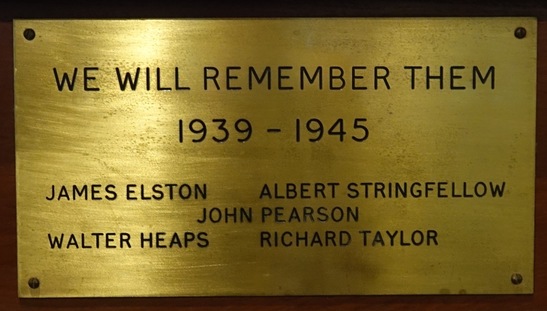 WE WILL REMEMBER THEM
1939 - 1945
JAMES ELSTON ALBERT STRINGFELLOW
JOHN PEARSON
WALTER HEAPS RICHARD TAYLOR